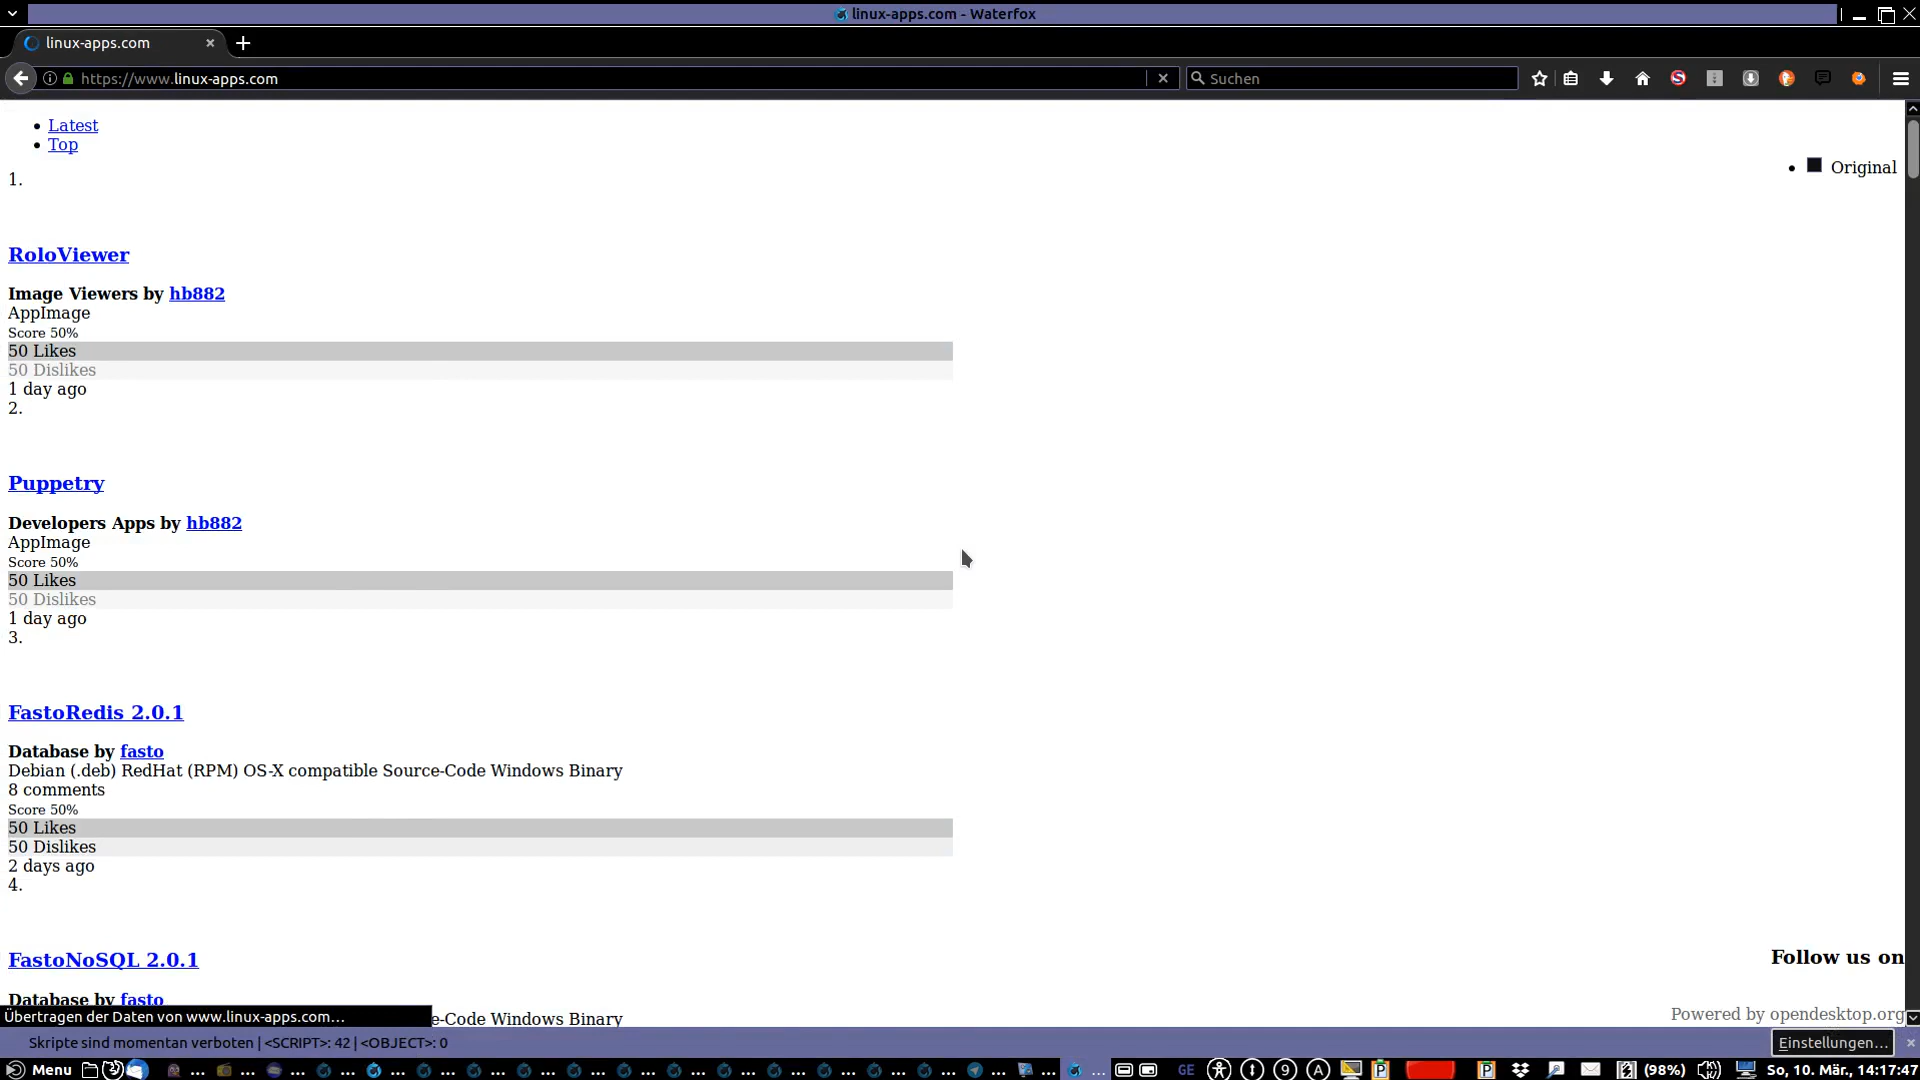 linux-apps.com - Waterfox
linux-apps.com
https://www.linux-apps.com
Suchen
Latest
Top
Original
1.
RoloViewer
Image Viewers by hb882
AppImage
Score 50%
50 Likes
50 Dislikes
1 day ago
2.
Puppetry
Developers Apps by hb882
AppImage
Score 50%
50 Likes
50 Dislikes
1 day ago
3.
FastoRedis 2.0.1
Database by fasto
Debian (.deb) RedHat (RPM) OS-X compatible Source-Code Windows Binary
8 comments
Score 50%
50 Likes
50 Dislikes
2 days ago
4.
FastoNoSQL 2.0.1
Follow us on
Database by fasto
Übertragen der Daten von www.linux-apps.com…
e-Code Windows Binary
Powered by opendesktop.org
Skripte sind momentan verboten | <SCRIPT>: 42 | <OBJECT>: 0
Einstellungen...
Menu ... ... ... ... ... ... ... ... ... ... ... ... ... ... ... ... ... ... ... GE 9 A P P (98%) So, 10. Mär., 14:17:47